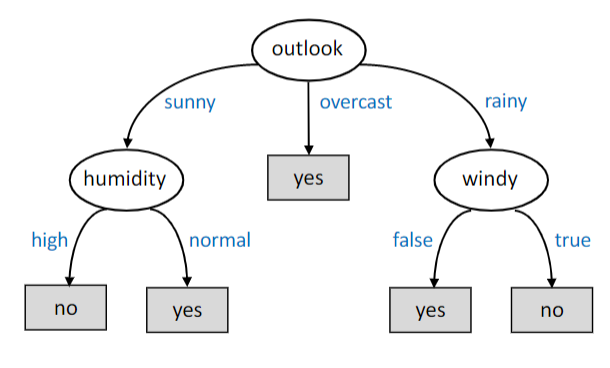 outlook
sunny
overcast
rainy
humidity
yes
windy
high
normal
false
true
no
yes
yes
no